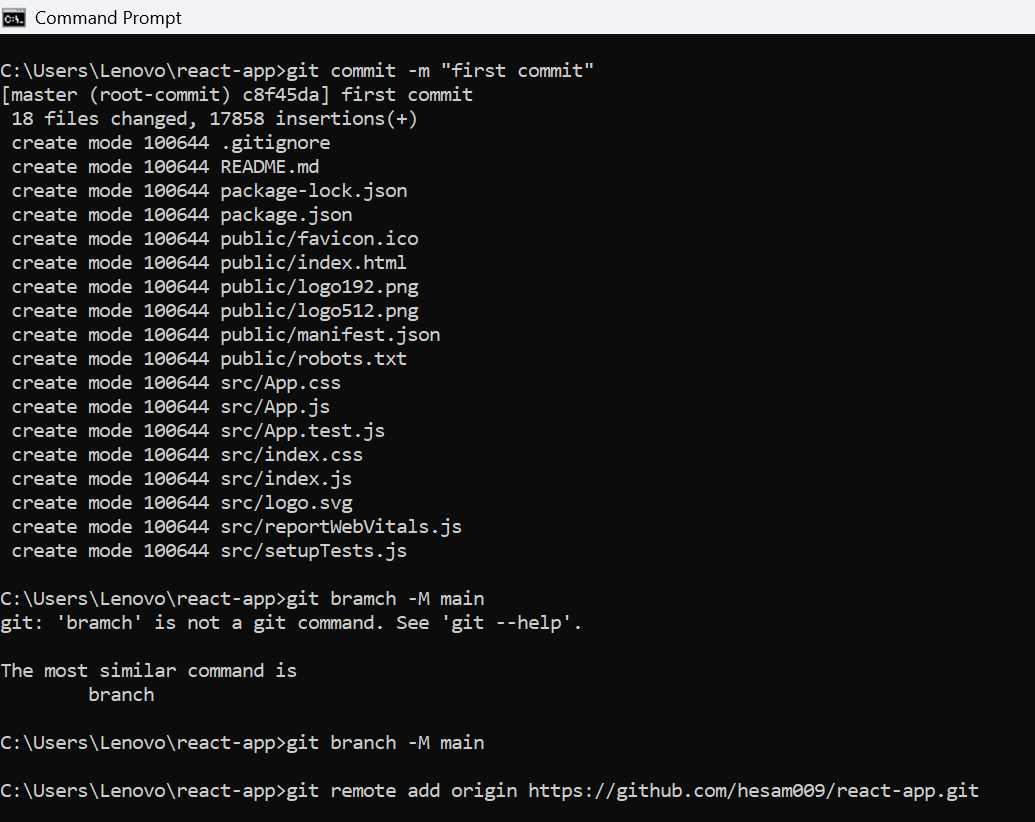 Command Prompt
C:\Users\Lenovo\react-app>git commit -m "first commit"
[master (root-commit) c8f45da] first commit
18 files changed, 17858 insertions(+)
create mode 100644 .gitignore
create mode 100644 README.md
create mode 100644 package-lock.json
create mode 100644 package.json
create mode 100644 public/favicon.ico
create mode 100644 public/index.html
create mode 100644 public/logo192.png
create mode 100644 public/logo512.png
create mode 100644 public/manifest.json
create mode 100644 public/robots.txt
create mode 100644 src/App.css
create mode 100644 src/App.js
create mode 100644 src/App.test.js
create mode 100644 src/index.css
create mode 100644 src/index.js
create mode 100644 src/logo.svg
create mode 100644 src/reportWebVitals.js
create mode 100644 src/setupTests.js
C:\Users\Lenovo\react-app>git bramch -M main
git: 'bramch' is not a git command. See 'git --help'.
The most similar command is
branch
C:\Users\Lenovo\react-app>git branch -M main
C:\Users\Lenovo\react-app>git remote add origin https://github.com/hesam009/react-app.git